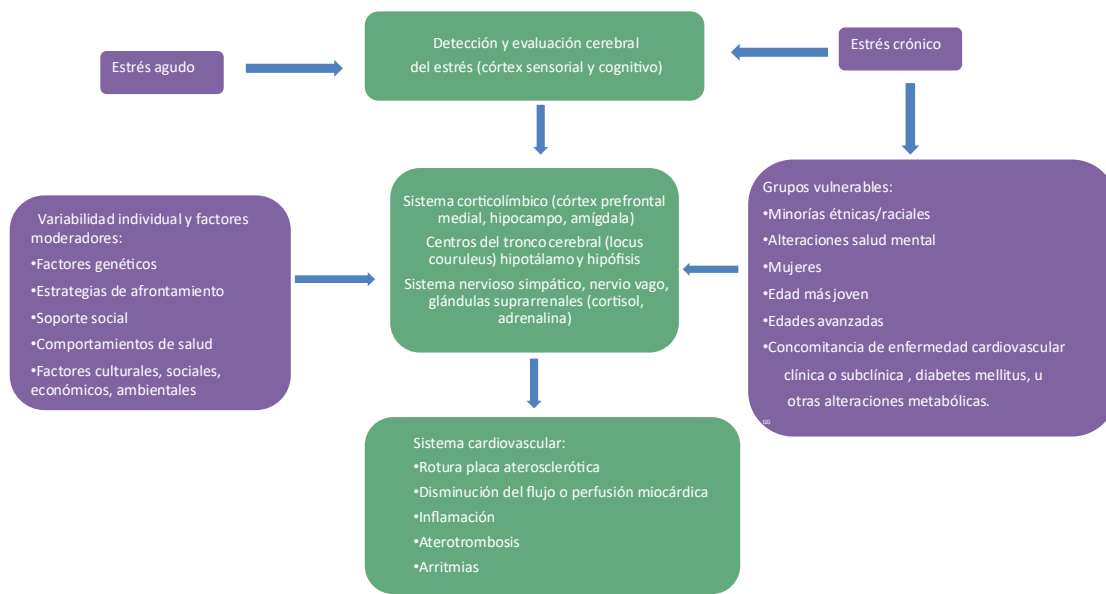 Detección y evaluación cerebral
del estrés (córtex sensorial y cognitivo)
Estrés agudo
Estrés crónico
Sistema corticolímbico (córtex prefrontal
medial, hipocampo, amígdala)
Centros del tronco cerebral (locus
couruleus) hipotálamo y hipófisis
Sistema nervioso simpático, nervio vago,
glándulas suprarrenales (cortisol,
adrenalina)
Variabilidad individual y factores
moderadores:
•Factores genéticos
•Estrategias de afrontamiento
•Soporte social
•Comportamientos de salud
•Factores culturales, sociales,
económicos, ambientales
Grupos vulnerables:
•Minorías étnicas/raciales
•Alteraciones salud mental
•Mujeres
•Edad más joven
•Edades avanzadas
•Concomitancia de enfermedad cardiovascular
clínica o subclínica , diabetes mellitus, u
otras alteraciones metabólicas.
GG
Sistema cardiovascular:
•Rotura placa aterosclerótica
•Disminución del flujo o perfusión miocárdica
•Inflamación
•Aterotrombosis
•Arritmias